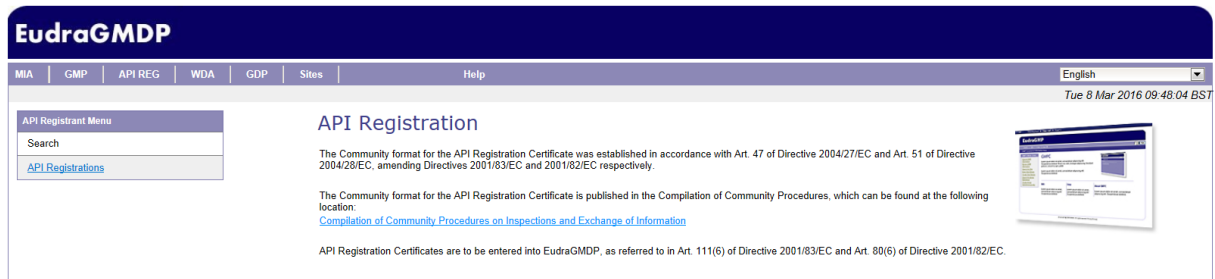 EudraGMDP
MIA GMP API REG WDA GDP Sites Help English
Tue 8 Mar 2016 09:48:04 BST
API Registrant Menu
Search
API Registrations
API Registration
The Community format for the API Registration Certificate was established in accordance with Art. 47 of Directive 2004/27/EC and Art. 51 of Directive
2004/28/EC, amending Directives 2001/83/EC and 2001/82/EC respectively.
The Community format for the API Registration Certificate is published in the Compilation of Community Procedures, which can be found at the following
location:
Compilation of Community Procedures on Inspections and Exchange of Information
API Registration Certificates are to be entered into EudraGMDP, as referred to in Art. 111(6) of Directive 2001/83/EC and Art. 80(6) of Directive 2001/82/EC.
EudraGMDP